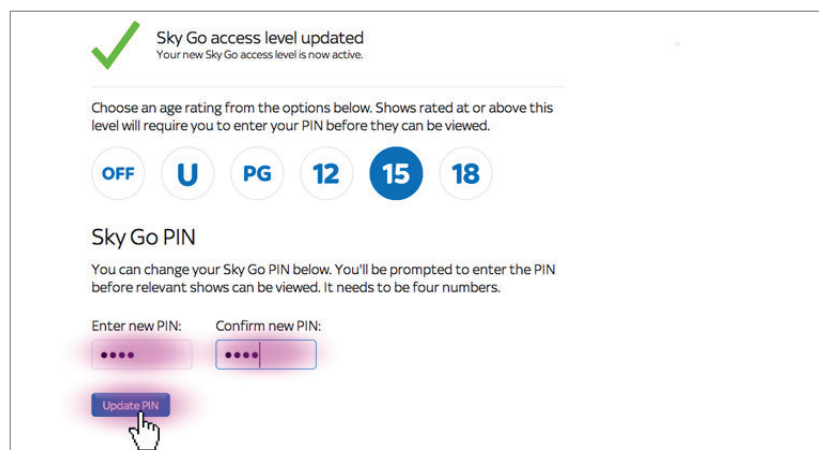 Sky Go access level updated
Your new Sky Go access level is now active.
Choose an age rating from the options below. Shows rated at or above this
level will require you to enter your PIN before they can be viewed.
OFF U PG 12 15 18
Sky Go PIN
You can change your Sky Go PIN below. You'll be prompted to enter the PIN
before relevant shows can be viewed. It needs to be four numbers.
Enter new PIN: Confirm new PIN:
•••• ••••
Update PIN